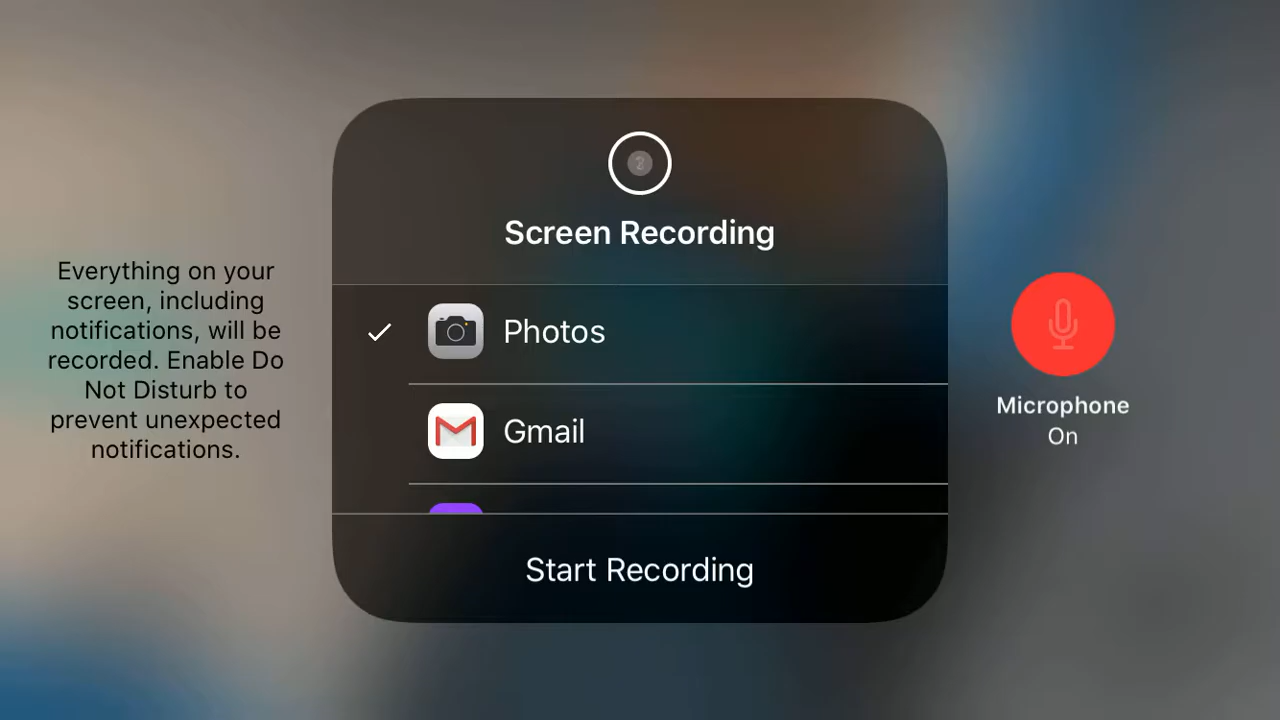 Screen Recording
Everything on your
screen, including
notifications, will be
recorded. Enable Do
Not Disturb to
prevent unexpected
notifications.
Photos
Gmail
Start Recording
Microphone
On